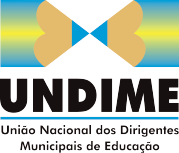 UNDIME
União Nacional dos Dirigentes
Municipais de Educação